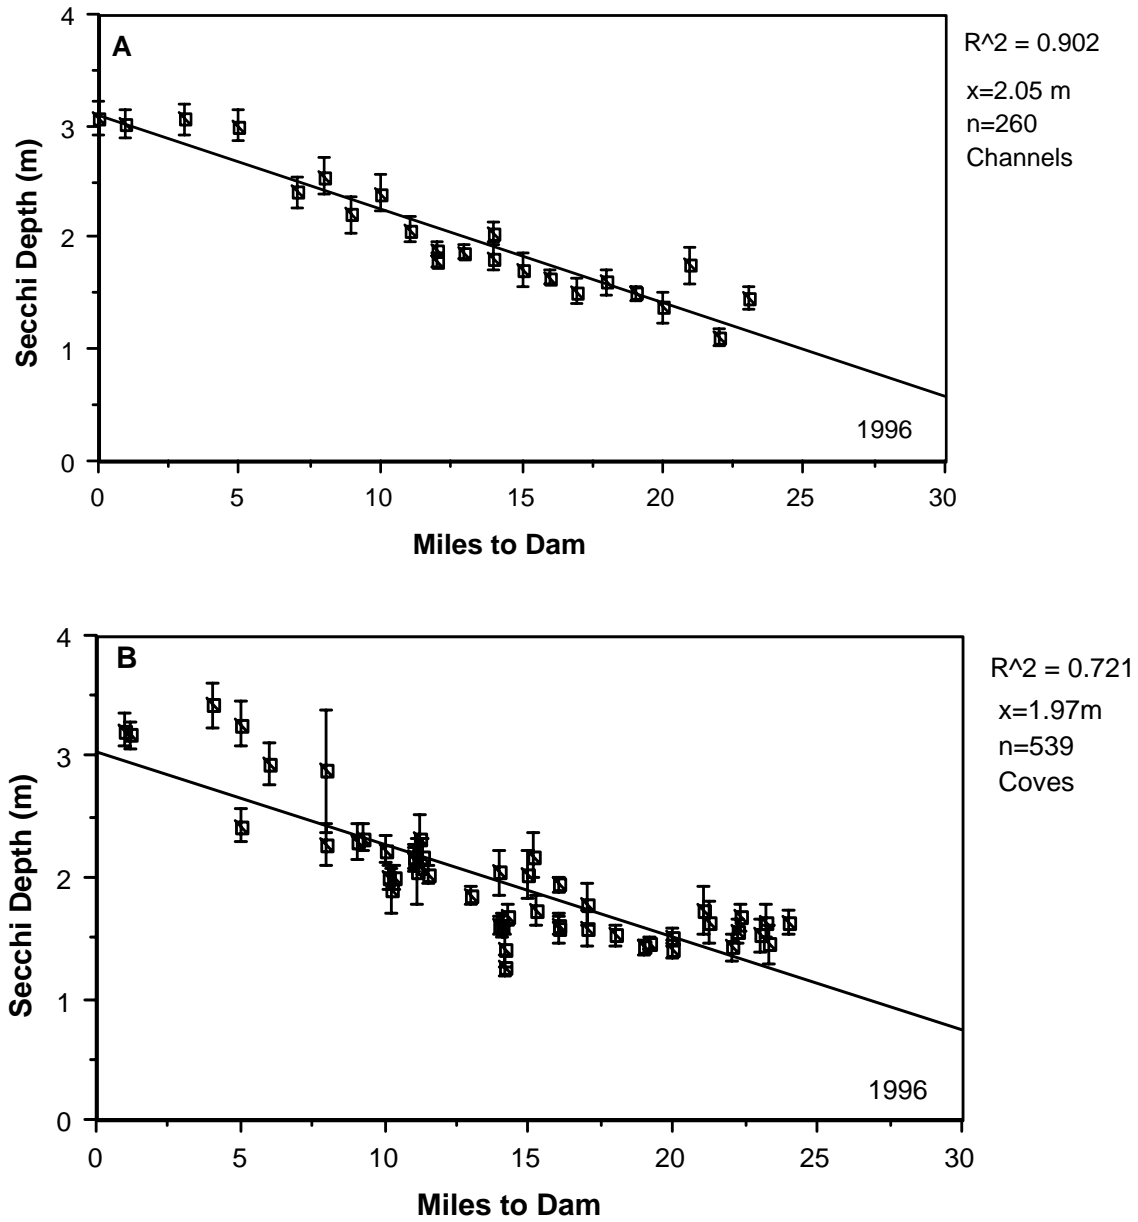 A
R^2 = 0.902
x=2.05 m
n=260
Channels
4
3
2
1
0
Secchi Depth (m)
1996
0 5 10 15 20 25 30
Miles to Dam
B
R^2 = 0.721
x=1.97m
n=539
Coves
4
3
2
1
0
Secchi Depth (m)
1996
0 5 10 15 20 25 30
Miles to Dam